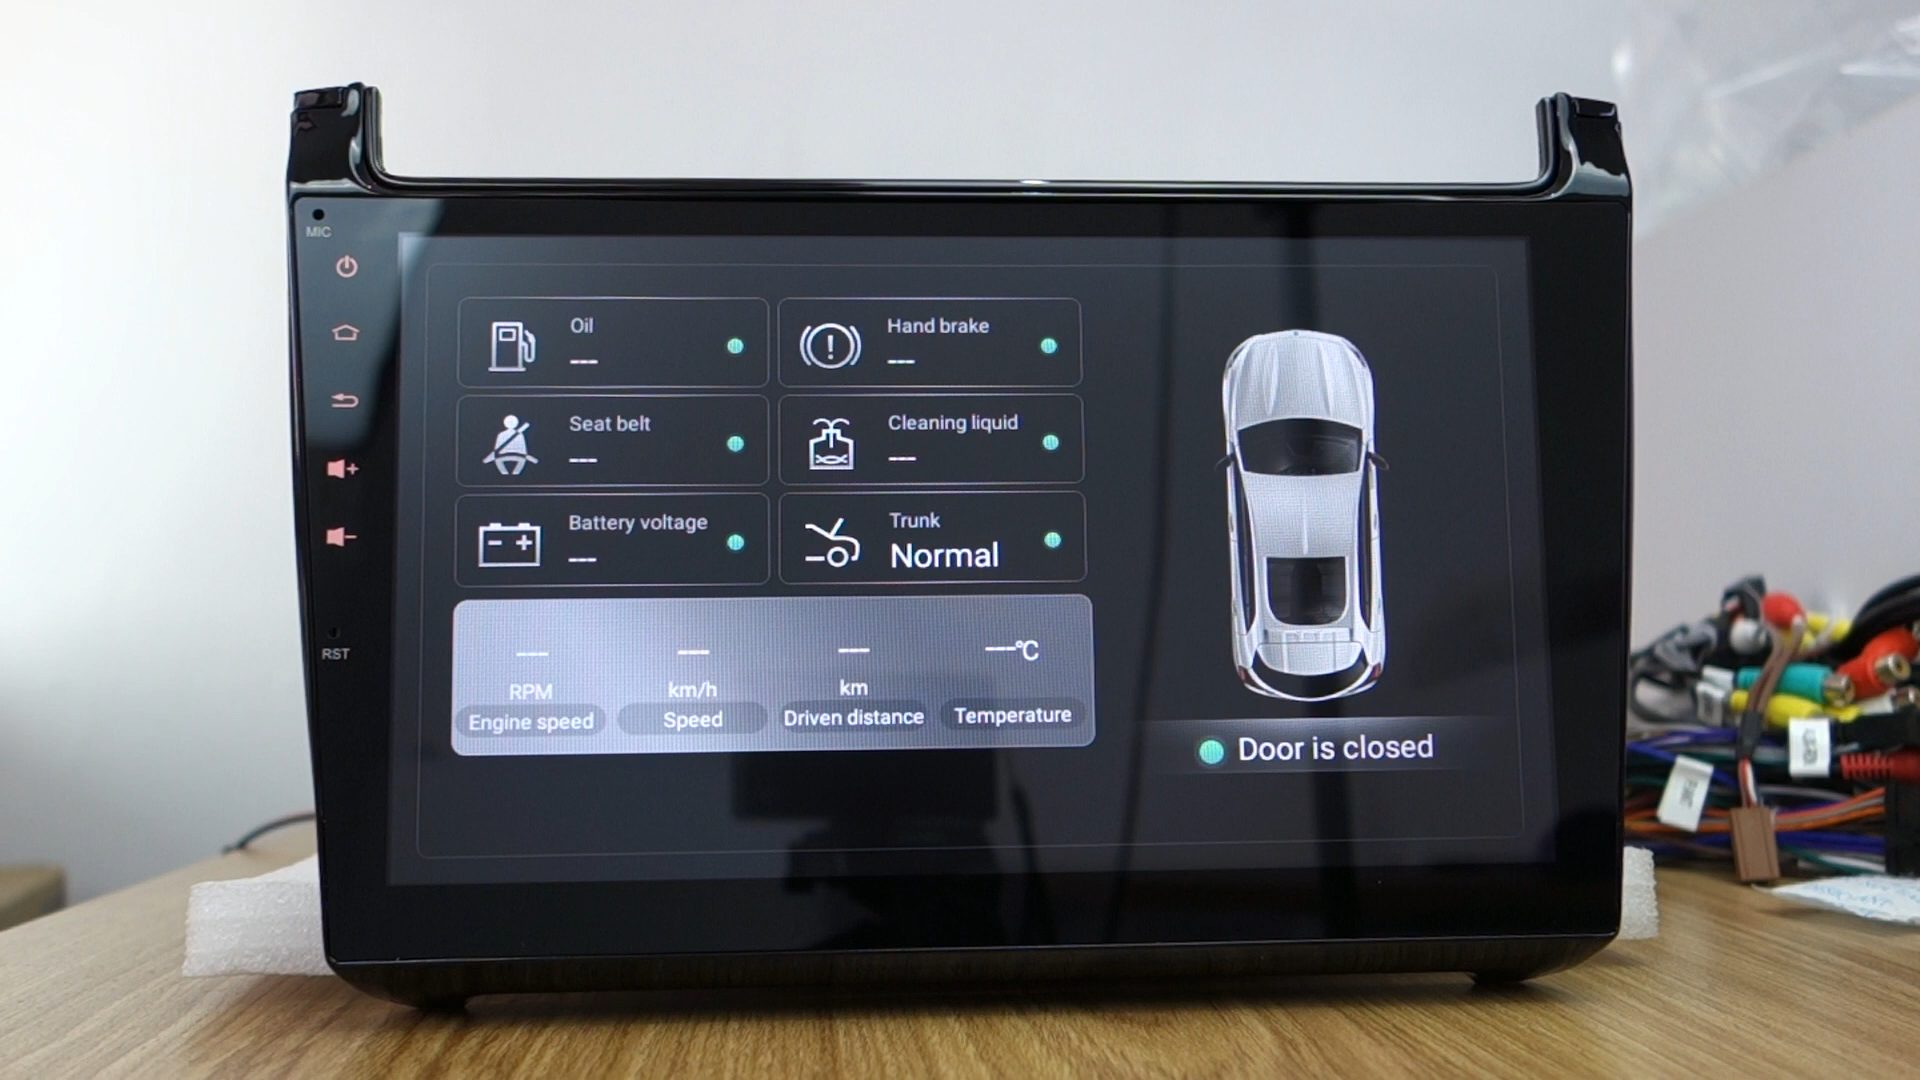 MIC
RST
Oil
---
Hand brake
---
Seat belt
---
Cleaning liquid
---
Battery voltage
---
Trunk
Normal
---
RPM
Engine speed
---
km/h
Speed
---
km
Driven distance
---°C
Temperature
Door is closed